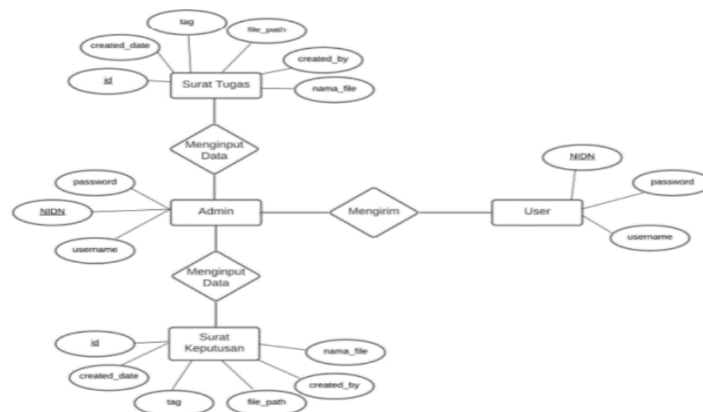 tag
file_path
created_date
created_by
id
Surat Tugas
nama_file
Menginput
Data
NIDN
password
password
NIDN
Admin
Mengirim
User
username
username
Menginput
Data
Surat
Keputusan
id
nama_file
created_date
created_by
tag
file_path